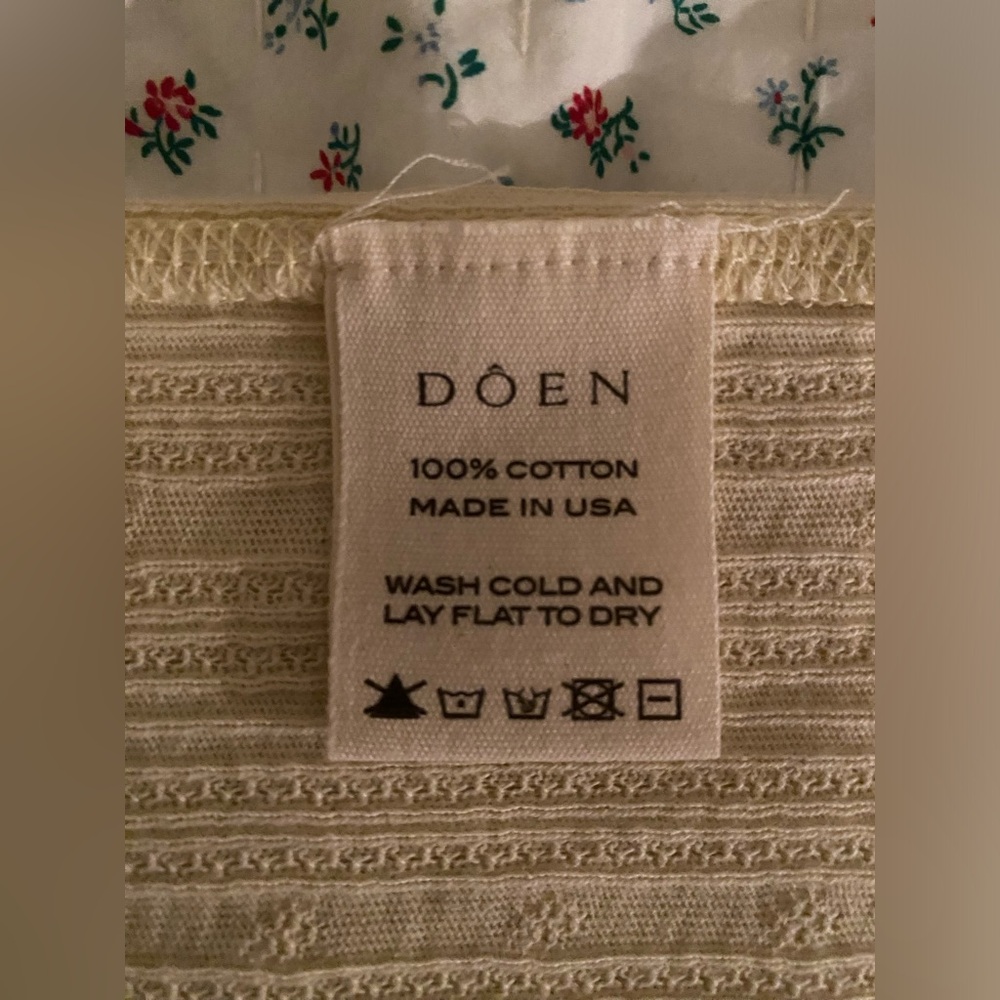 DÔEN
100% COTTON
MADE IN USA
WASH COLD AND
LAY FLAT TO DRY